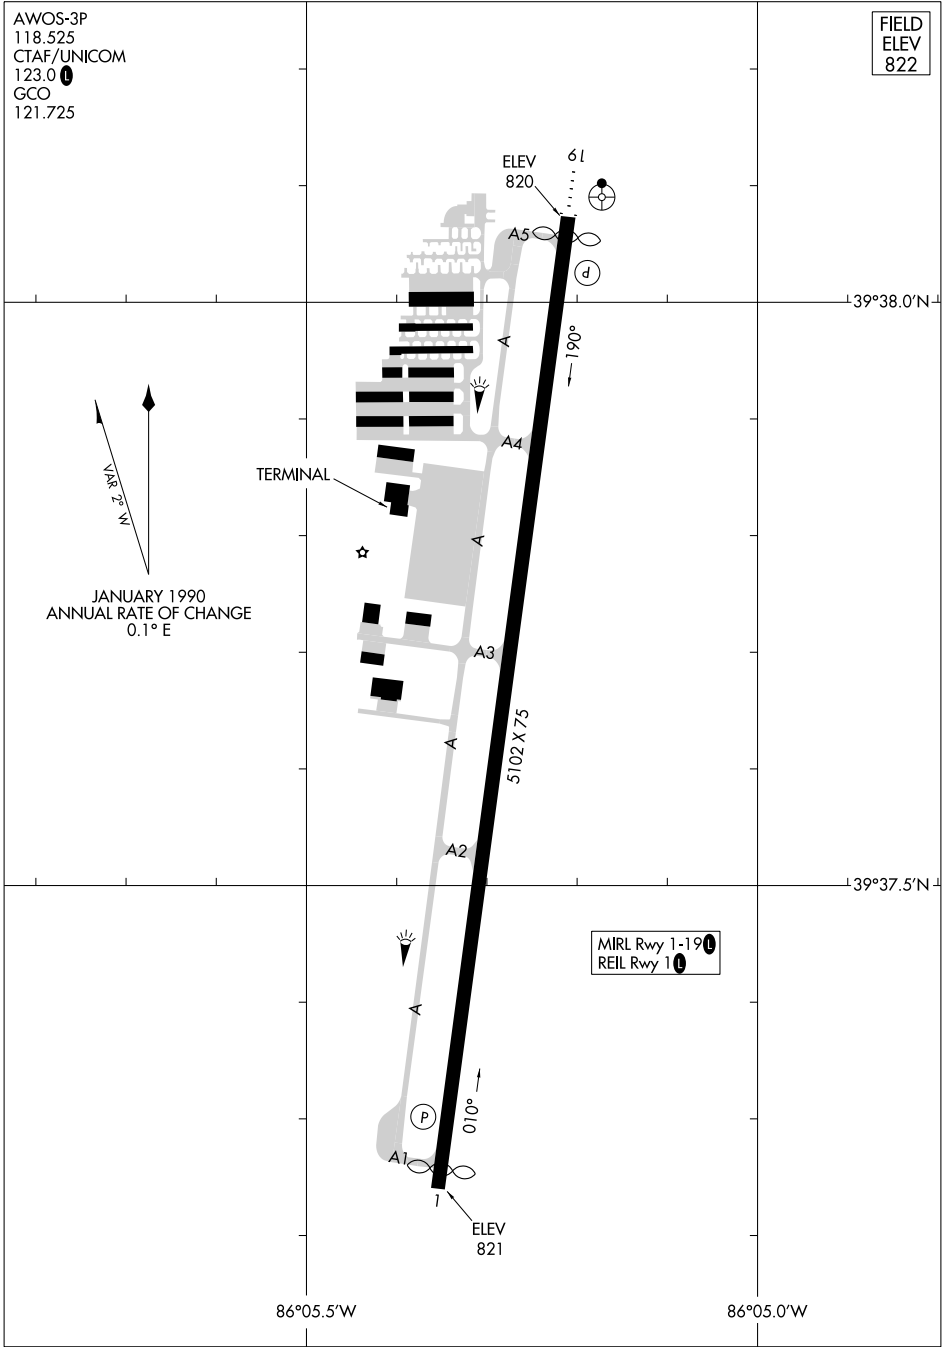 AWOS-3P
118.525
CTAF/UNICOM
123.0 L
GCO
121.725
FIELD
ELEV
822
ELEV
820
19
A5
P
39°38.0'N
190°
A
A4
TERMINAL
VAR 2° W
A
JANUARY 1990
ANNUAL RATE OF CHANGE
0.1° E
A3
5102 X 75
A
A2
39°37.5'N
MIRL Rwy 1-19 L
REIL Rwy 1 L
A
P
010°
A1
1
ELEV
821
86°05.5'W
86°05.0'W